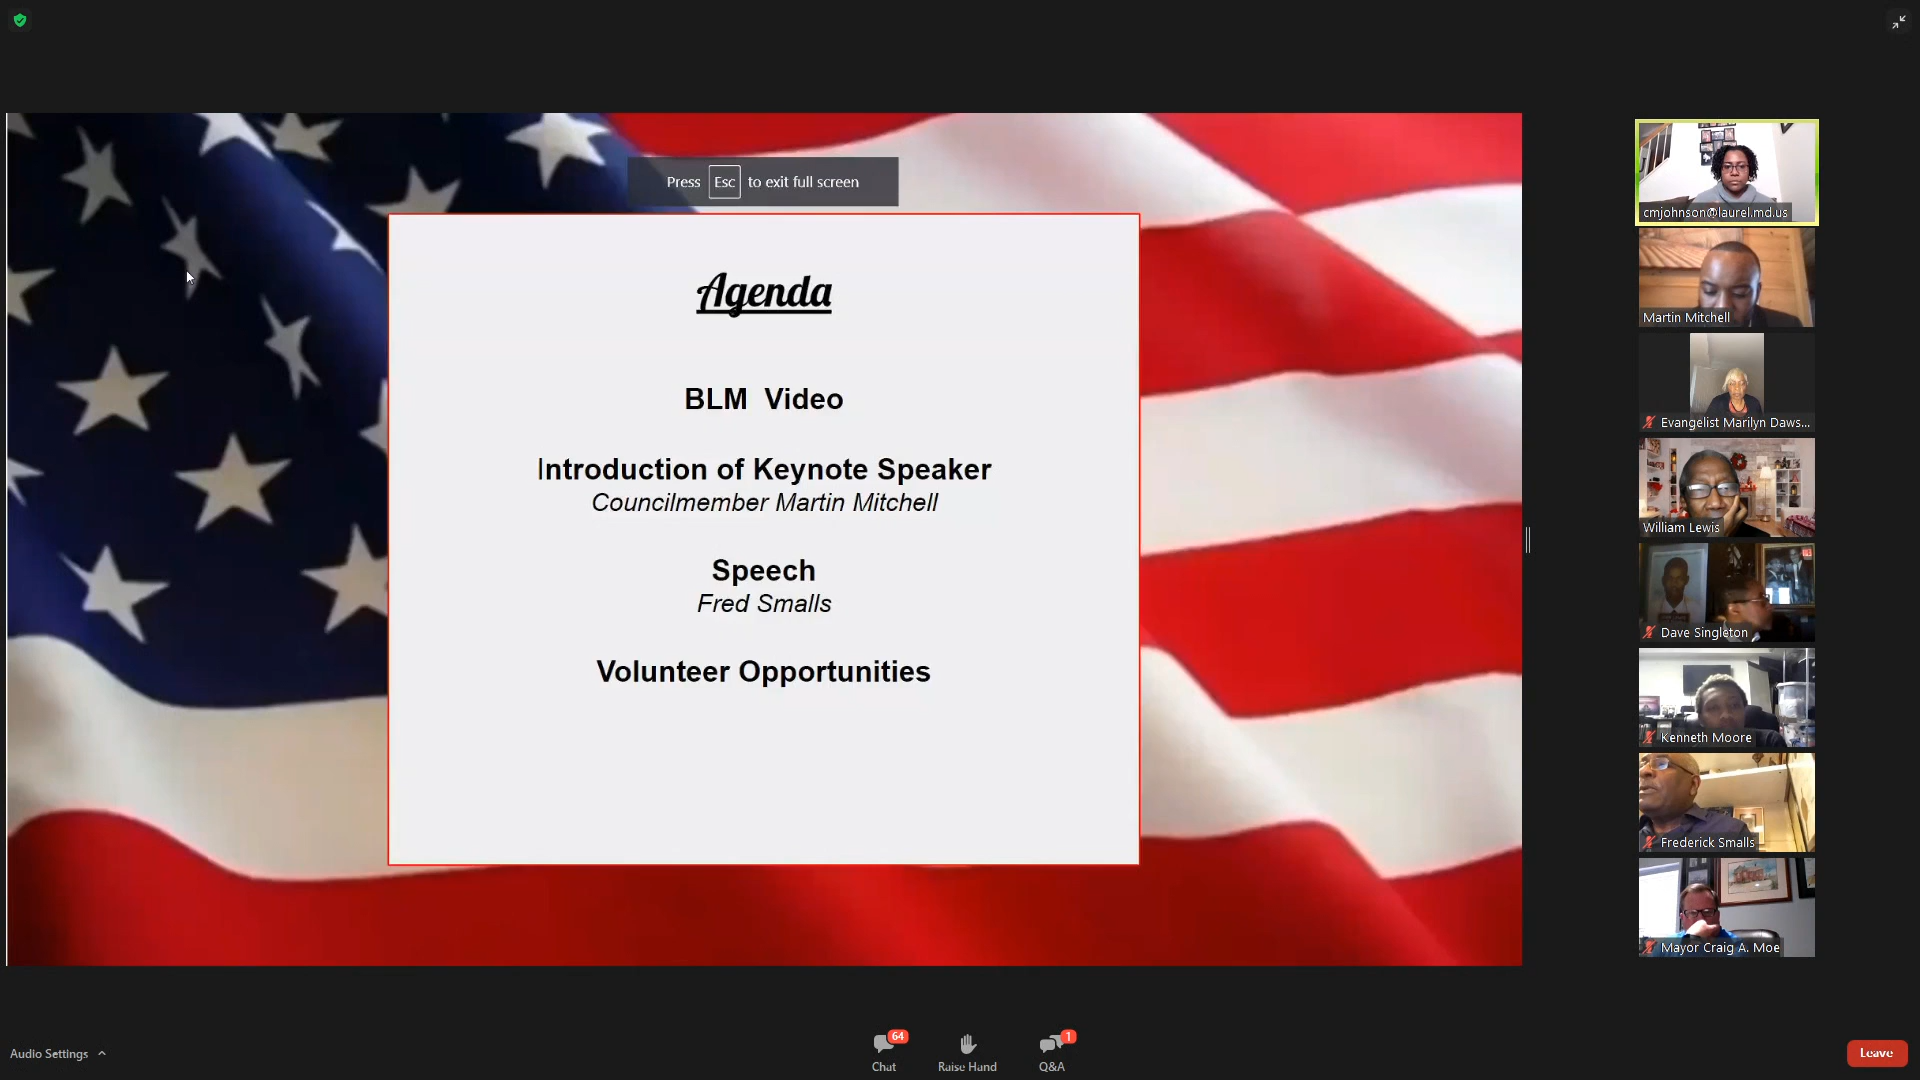 Press Esc to exit full screen
Agenda
BLM Video
Introduction of Keynote Speaker
Councilmember Martin Mitchell
Speech
Fred Smalls
Volunteer Opportunities
cmjohnson@laurel.md.us
Martin Mitchell
Evangelist Marilyn Daws...
William Lewis
Dave Singleton
Kenneth Moore
Frederick Smalls
Mayor Craig A. Moe
Audio Settings
64
Chat
Raise Hand
1
Q&A
Leave